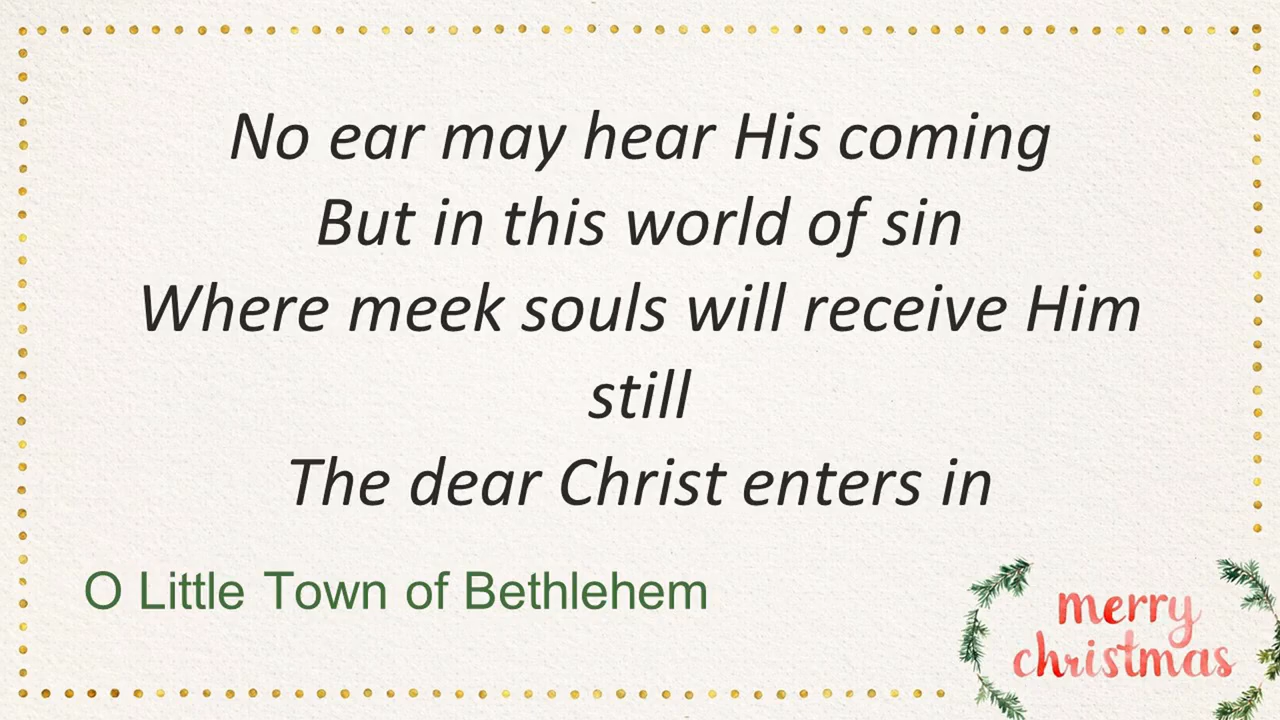 No ear may hear His coming
But in this world of sin
Where meek souls will receive Him
still
The dear Christ enters in
O Little Town of Bethlehem
merry
christmas